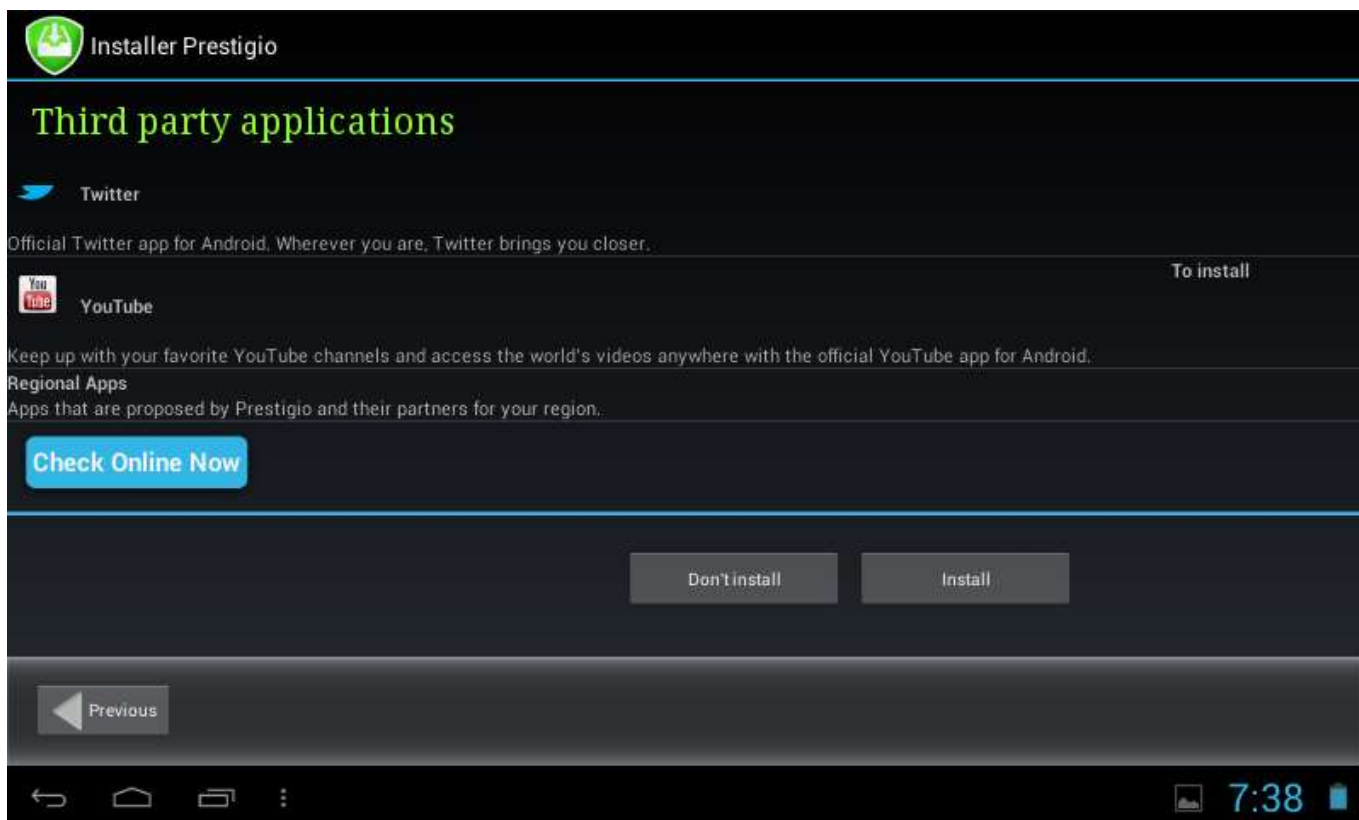 Installer Prestigio
Third party applications
Twitter
Official Twitter app for Android. Wherever you are, Twitter brings you closer.
To install
You
Tube
YouTube
Keep up with your favorite YouTube channels and access the world's videos anywhere with the official YouTube app for Android.
Regional Apps
Apps that are proposed by Prestigio and their partners for your region.
Check Online Now
Don't install
Install
Previous
7:38